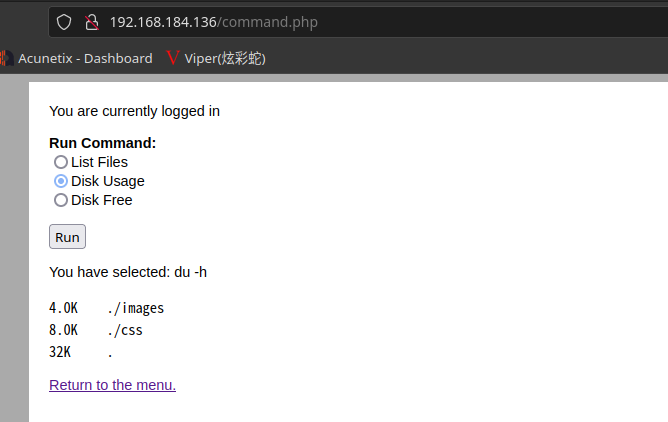 192.168.184.136/command.php
Acunetix - Dashboard Viper(炫彩蛇)
You are currently logged in
Run Command:
List Files
Disk Usage
Disk Free
Run
You have selected: du -h
4.0K ./images
8.0K ./css
32K .
Return to the menu.